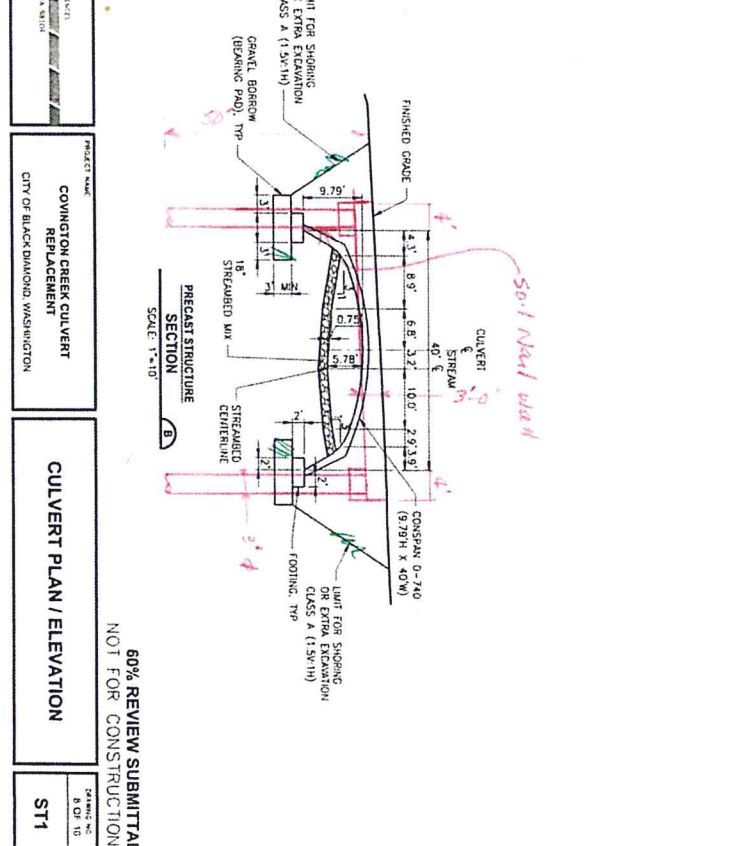 Soil Nail Wall
CULVERT
℄
STREAM
℄
40'
3'-0
4'
4'
4.3'
8.9'
6.8'
3.2'
10.0'
2.9'
3.9'
FINISHED GRADE
CONSPAN O-740
(9.79'H X 40'W)
9.79'
0.75'
5.78'
LIMIT FOR SHORING
EXTRA EXCAVATION
CLASS A (1.5V:1H)
GRAVEL BORROW
(BEARING PAD), TYP
50'
3'
3'
3' MIN
18"
STREAMBED MIX
2'
2'
2'
LIMIT FOR SHORING
OR EXTRA EXCAVATION
CLASS A (1.5V:1H)
FOOTING, TYP
STREAMBED
CENTERLINE
PRECAST STRUCTURE
SECTION
SCALE: 1"=10'
B
60% REVIEW SUBMITTAL
NOT FOR CONSTRUCTION
PROJECT NAME
COVINGTON CREEK CULVERT
REPLACEMENT
CITY OF BLACK DIAMOND, WASHINGTON
CULVERT PLAN / ELEVATION
DRAWING NO
8 OF 10
ST1